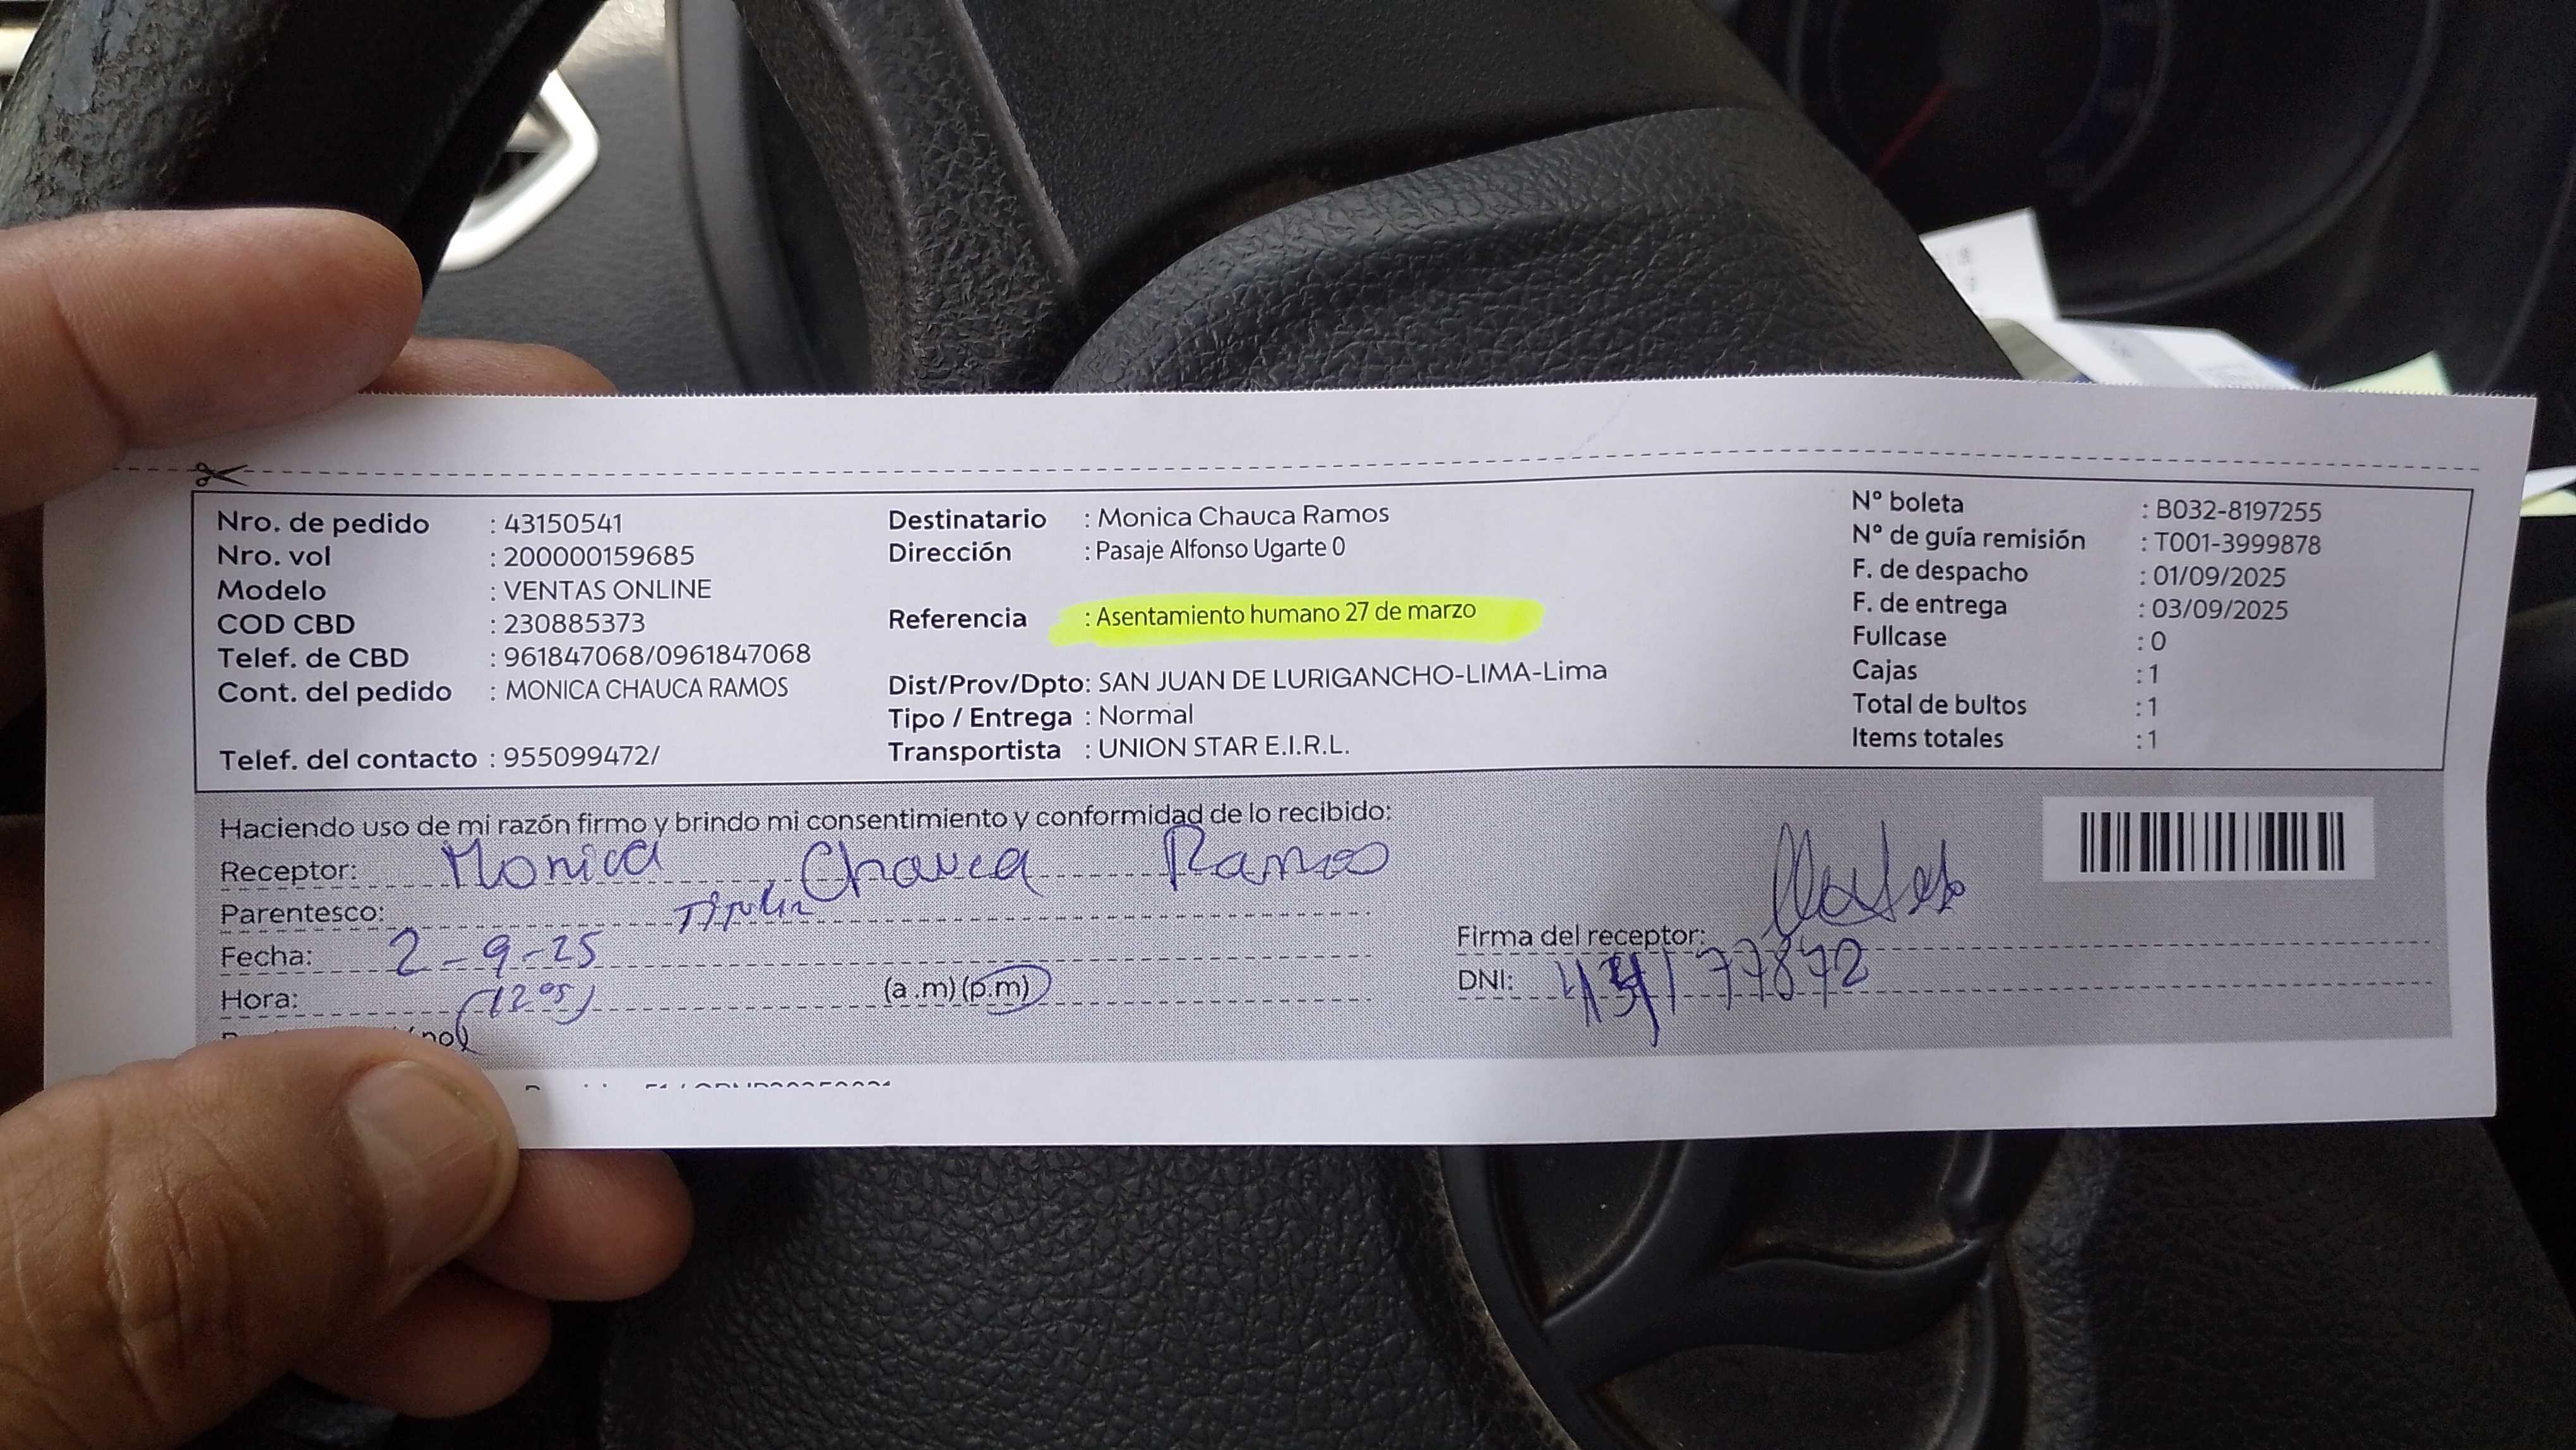 Nro. de pedido : 43150541
Nro. vol : 200000159685
Modelo : VENTAS ONLINE
COD CBD : 230885373
Telef. de CBD : 961847068/0961847068
Cont. del pedido : MONICA CHAUCA RAMOS
Telef. del contacto : 955099472/
Destinatario : Monica Chauca Ramos
Dirección : Pasaje Alfonso Ugarte 0
Referencia : Asentamiento humano 27 de marzo
Dist/Prov/Dpto: SAN JUAN DE LURIGANCHO-LIMA-Lima
Tipo / Entrega : Normal
Transportista : UNION STAR E.I.R.L.
Nº boleta : B032-8197255
Nº de guía remisión : T001-3999878
F. de despacho : 01/09/2025
F. de entrega : 03/09/2025
Fullcase : 0
Cajas : 1
Total de bultos : 1
Items totales : 1
Haciendo uso de mi razón firmo y brindo mi consentimiento y conformidad de lo recibido:
Receptor: Monica Chauca Ramos
Parentesco: Titular
Fecha: 2-9-25
Hora: (12 05) (a .m) (p.m)
Firma del receptor:
DNI: